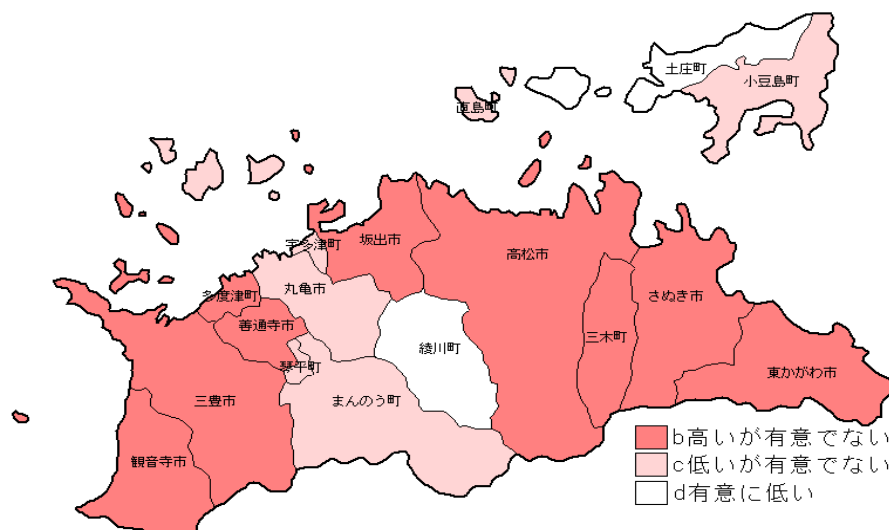 土庄町
小豆島町
直島町
宇多津町
坂出市
高松市
丸亀市
多度津町
さぬき市
善通寺市
三木町
綾川町
琴平町
東かがわ市
まんのう町
三豊市
観音寺市
b高いが有意でない
c低いが有意でない
d有意に低い